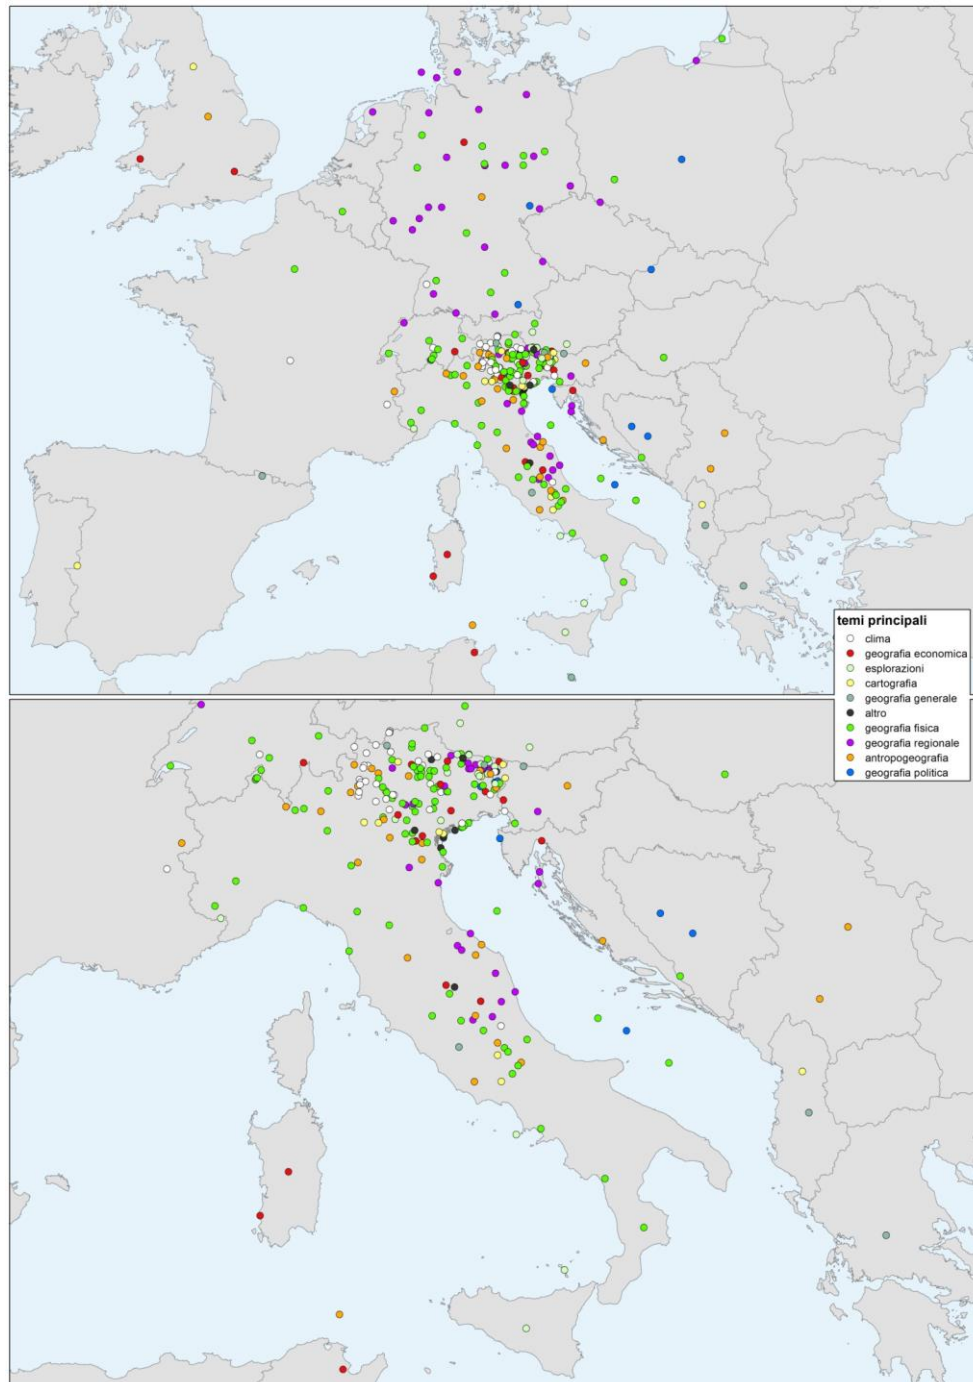 temi principali
clima
geografia economica
esplorazioni
cartografia
geografia generale
altro
geografia fisica
geografia regionale
antropogeografia
geografia politica